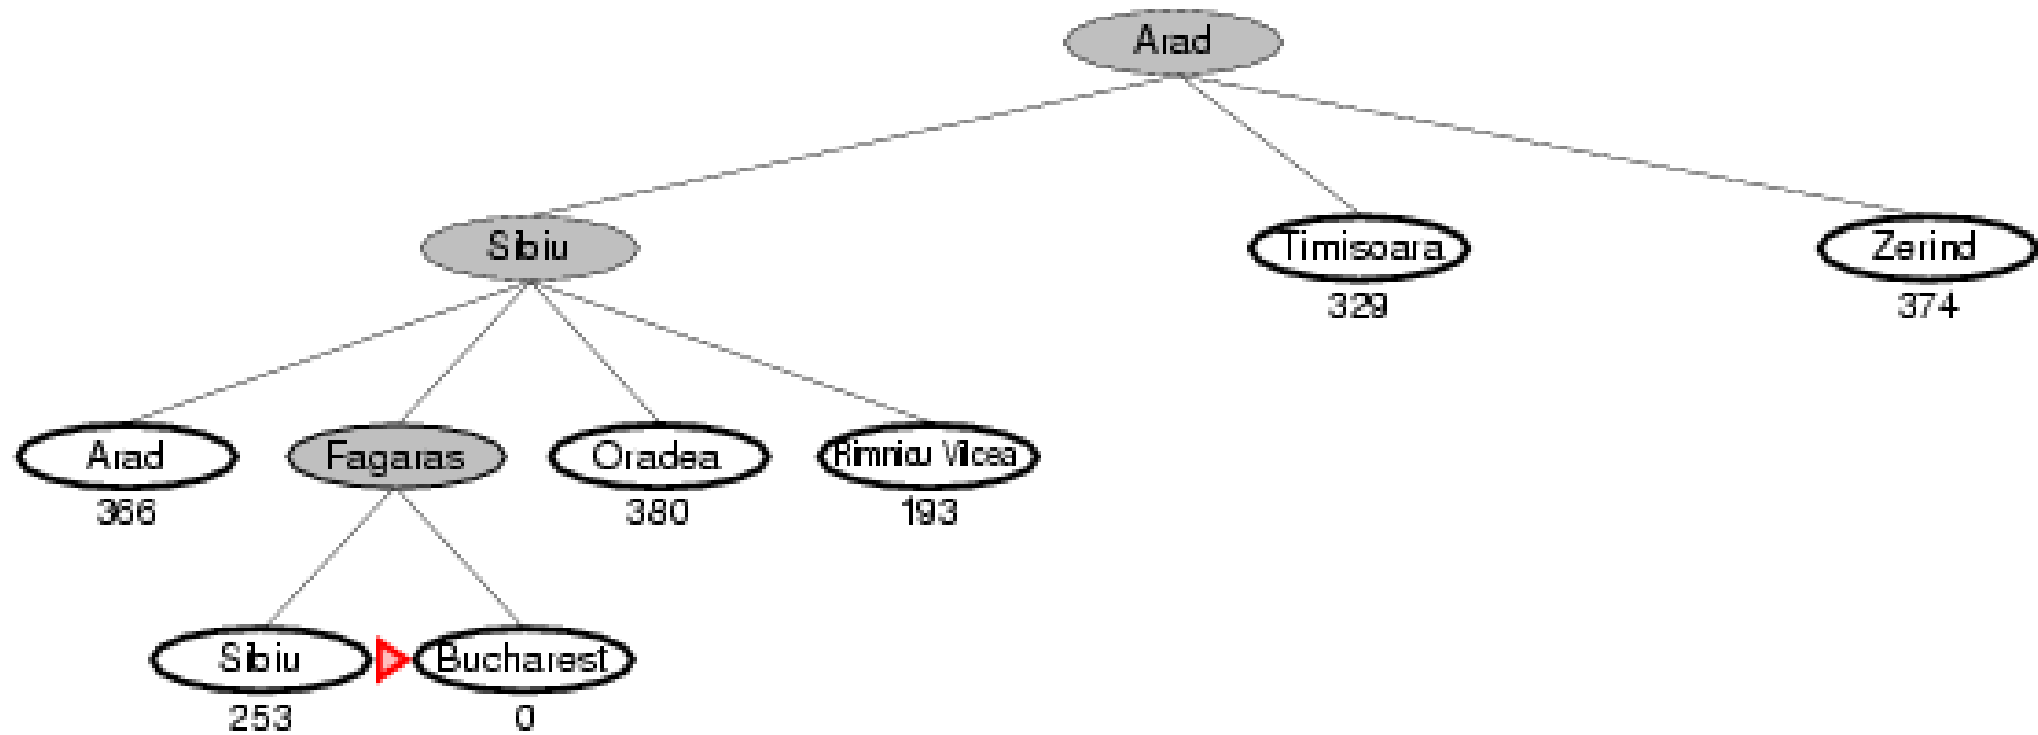 Arad
Sibiu
Timisoara
Zerind
329
374
Arad
Fagaras
Oradea
Rimnicu Vilcea
366
380
193
Sibiu
Bucharest
253
0